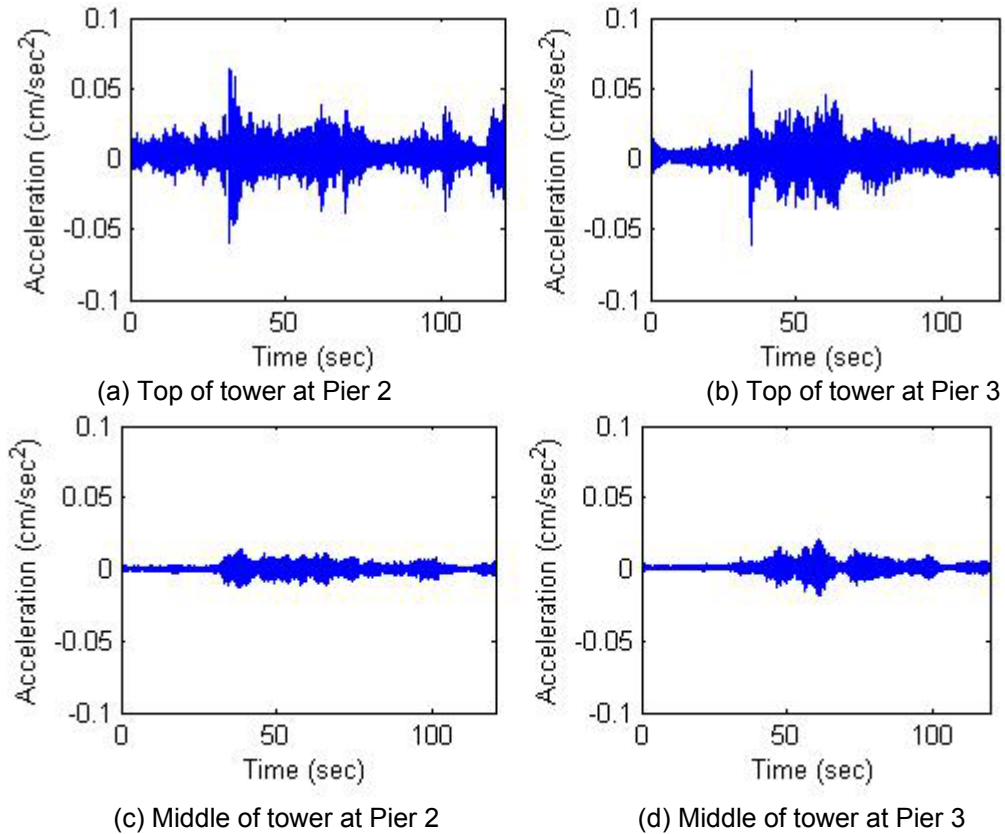 0.1
0.05
0
-0.05
-0.1
Acceleration (cm/sec²)
0 50 100
Time (sec)
(a) Top of tower at Pier 2
0.1
0.05
0
-0.05
-0.1
Acceleration (cm/sec²)
0 50 100
Time (sec)
(b) Top of tower at Pier 3
0.1
0.05
0
-0.05
-0.1
Acceleration (cm/sec²)
0 50 100
Time (sec)
(c) Middle of tower at Pier 2
0.1
0.05
0
-0.05
-0.1
Acceleration (cm/sec²)
0 50 100
Time (sec)
(d) Middle of tower at Pier 3